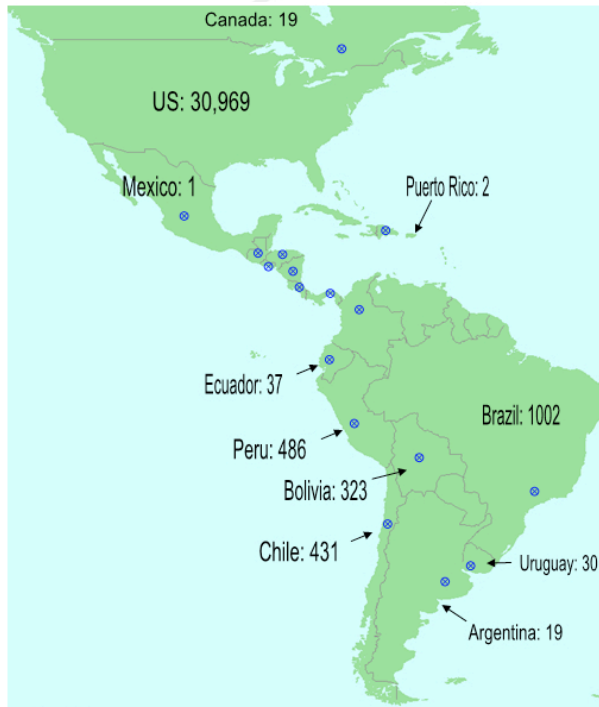 Canada: 19
US: 30,969
Mexico: 1
Puerto Rico: 2
Ecuador: 37
Brazil: 1002
Peru: 486
Bolivia: 323
Chile: 431
Uruguay: 30
Argentina: 19